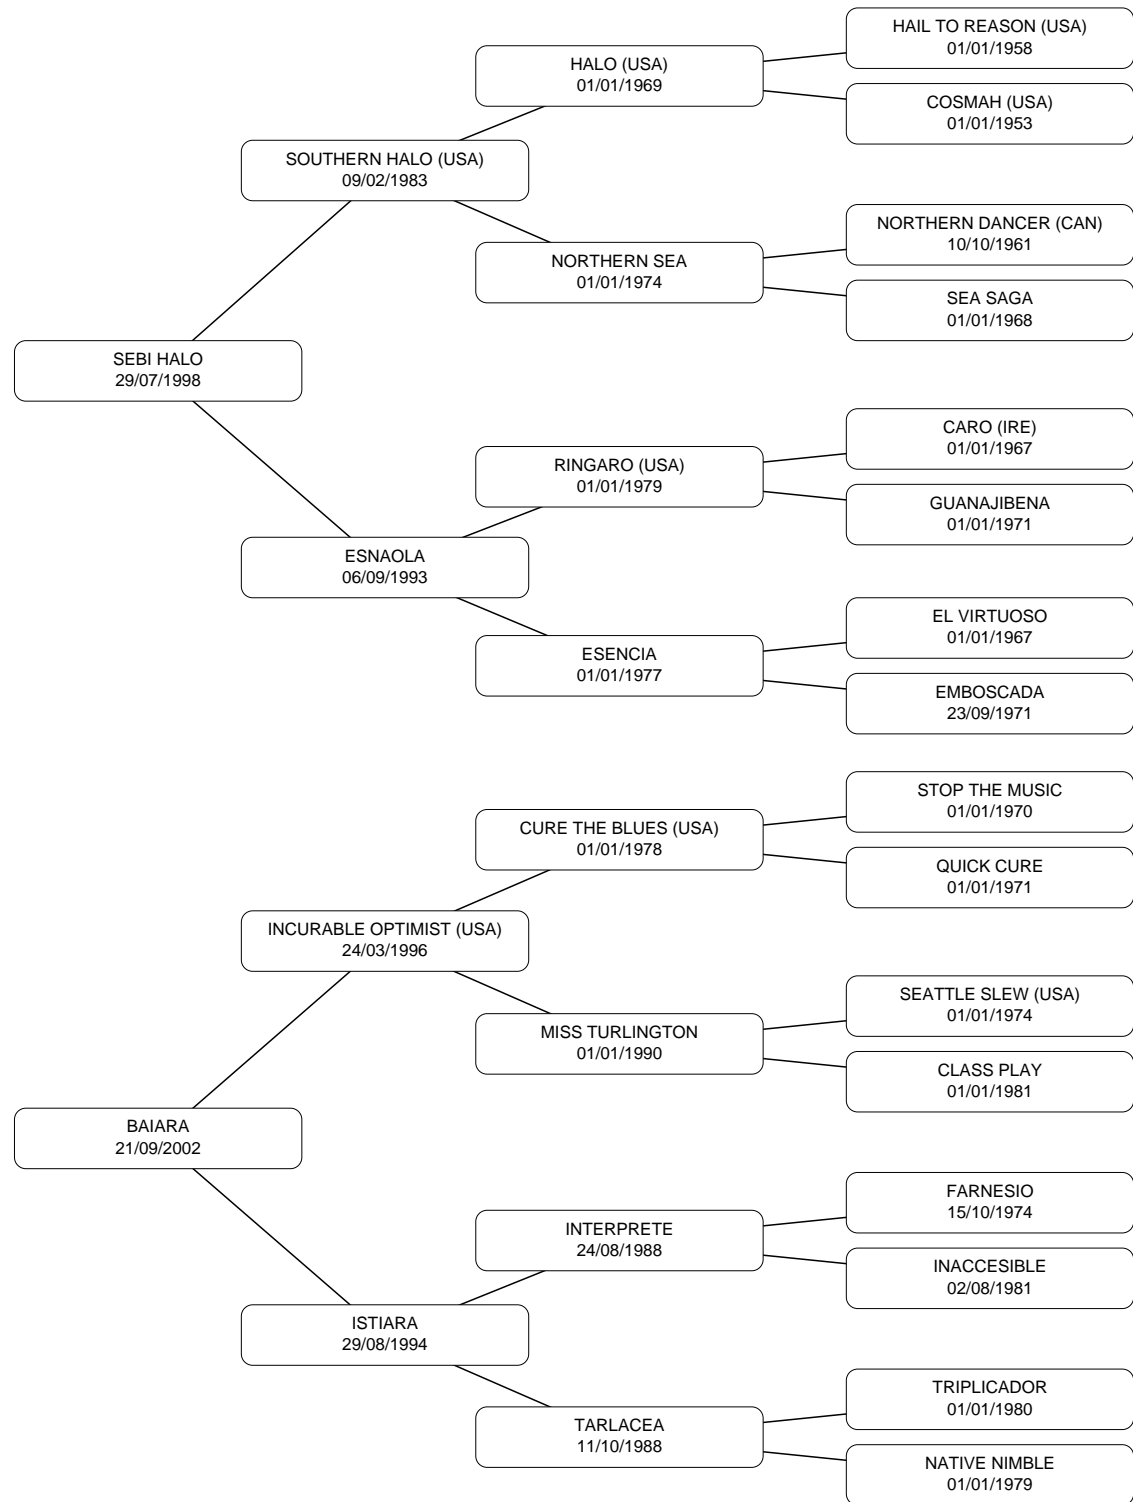 HAIL TO REASON (USA)
01/01/1958
HALO (USA)
01/01/1969
COSMAH (USA)
01/01/1953
SOUTHERN HALO (USA)
09/02/1983
NORTHERN DANCER (CAN)
10/10/1961
NORTHERN SEA
01/01/1974
SEA SAGA
01/01/1968
SEBI HALO
29/07/1998
CARO (IRE)
01/01/1967
RINGARO (USA)
01/01/1979
GUANAJIBENA
01/01/1971
ESNAOLA
06/09/1993
EL VIRTUOSO
01/01/1967
ESENCIA
01/01/1977
EMBOSCADA
23/09/1971
STOP THE MUSIC
01/01/1970
CURE THE BLUES (USA)
01/01/1978
QUICK CURE
01/01/1971
INCURABLE OPTIMIST (USA)
24/03/1996
SEATTLE SLEW (USA)
01/01/1974
MISS TURLINGTON
01/01/1990
CLASS PLAY
01/01/1981
BAIARA
21/09/2002
FARNESIO
15/10/1974
INTERPRETE
24/08/1988
INACCESIBLE
02/08/1981
ISTIARA
29/08/1994
TRIPLICADOR
01/01/1980
TARLACEA
11/10/1988
NATIVE NIMBLE
01/01/1979